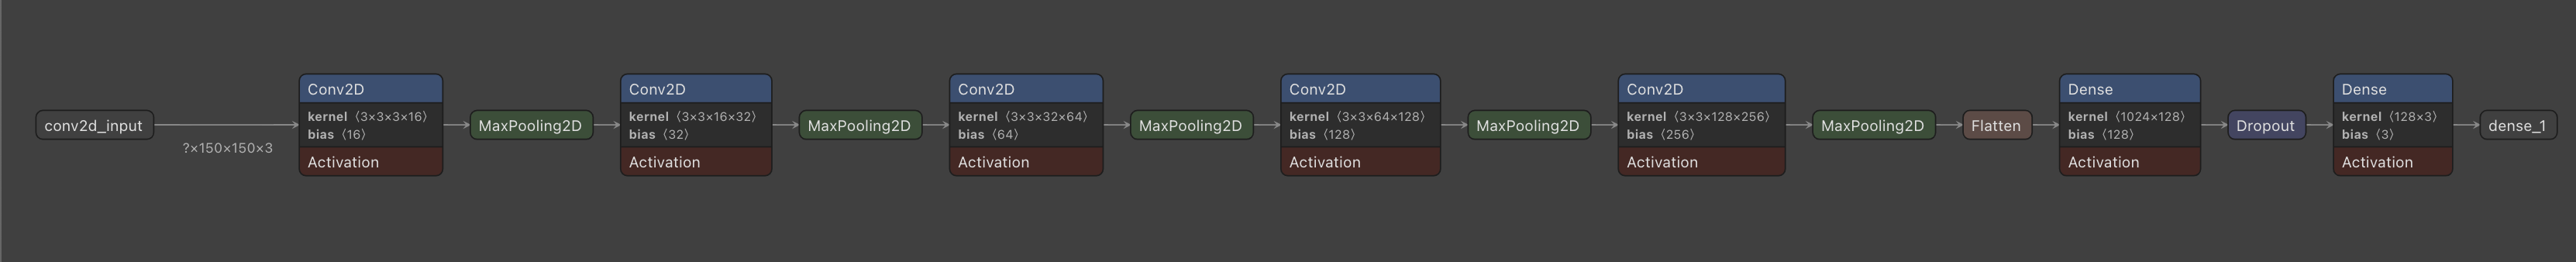 conv2d_input
?×150×150×3
Conv2D
kernel ⟨3×3×3×16⟩
bias ⟨16⟩
Activation
MaxPooling2D
Conv2D
kernel ⟨3×3×16×32⟩
bias ⟨32⟩
Activation
MaxPooling2D
Conv2D
kernel ⟨3×3×32×64⟩
bias ⟨64⟩
Activation
MaxPooling2D
Conv2D
kernel ⟨3×3×64×128⟩
bias ⟨128⟩
Activation
MaxPooling2D
Conv2D
kernel ⟨3×3×128×256⟩
bias ⟨256⟩
Activation
MaxPooling2D
Flatten
Dense
kernel ⟨1024×128⟩
bias ⟨128⟩
Activation
Dropout
Dense
kernel ⟨128×3⟩
bias ⟨3⟩
Activation
dense_1